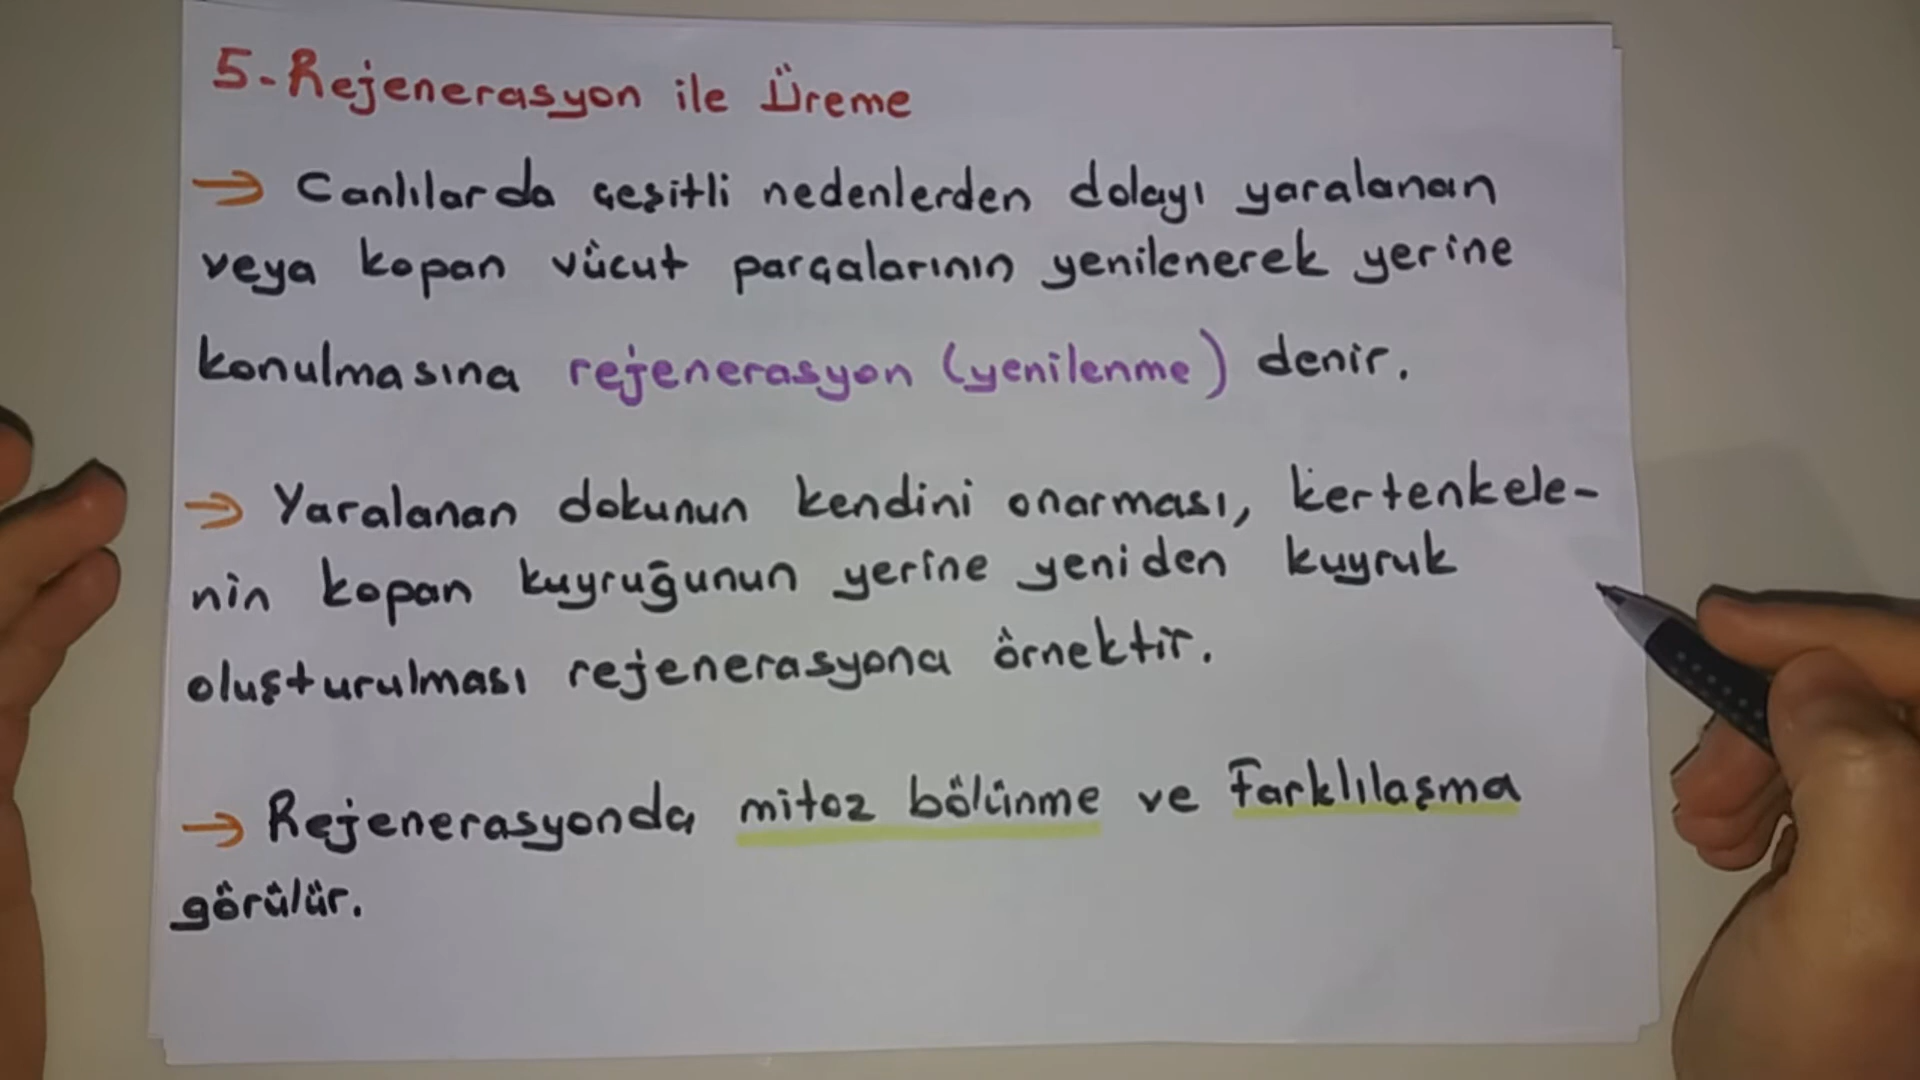 5-Rejenerasyon ile Üreme
→ Canlılarda çeşitli nedenlerden dolayı yaralanan
veya kopan vücut parçalarının yenilenerek yerine
konulmasına rejenerasyon (yenilenme) denir.
→ Yaralanan dokunun kendini onarması, kertenkele-
nin kopan kuyruğunun yerine yeniden kuyruk
oluşturulması rejenerasyona örnektir.
→ Rejenerasyonda mitoz bölünme ve farklılaşma
görülür.